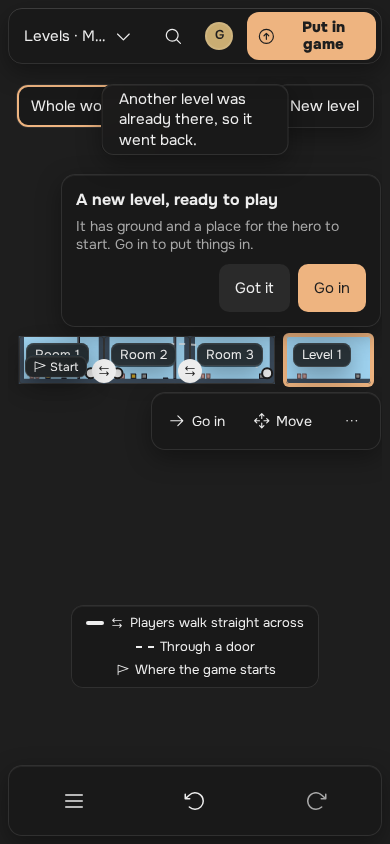 Levels · M...
G
Put in
game
Whole wo
Another level was
already there, so it
went back.
New level
A new level, ready to play
It has ground and a place for the hero to
start. Go in to put things in.
Got it
Go in
Room 1
Room 2
Room 3
Level 1
Start
Go in
Move
...
Players walk straight across
Through a door
Where the game starts